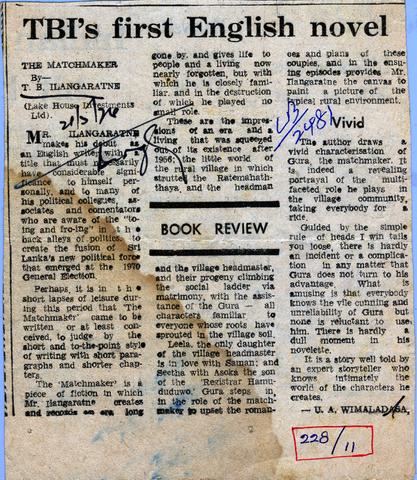 TBI's first English novel
THE MATCHMAKER
By—
T. B. ILANGARATNE
(Lake House Investments
Ltd).
MR. ILANGARATNE
makes his debut as
an English writer with a
title that must necessarily
have considerable signi-
ficance to himself per-
sonally, and to many of
his political collegues, as-
sociates and comentators
who are aware of the "to-
ing and fro-ing" in the
back alleys of politics to
create the fusion of Sri
Lanka's new political force
that emerged at the 1970
General Election.
Perhaps, it is in the
short lapses of leisure during
this period that 'The
Matchmaker' came to be
written or at least con-
ceived, to judge by the
short and to-the-point style
of writing with short para-
graphs and shorter chap-
ters.
The 'Matchmaker' is a
piece of fiction in which
Mr. Ilangaratne creates
and records an era long
gone by, and gives life to
people and a living now
nearly forgotten, but with
which he is closely fami-
liar, and in the destruction
of which he played no
small role.
These are the impres-
sions of an era and a
living that was squeezed
out of its existence after
1956; the little world of
the rural village in which
strutted the Ratemahath-
thaya, and the headman
BOOK REVIEW
and the village headmaster,
and their progeny climbing
the social ladder via
matrimony, with the assis-
tance of the Gura — all
characters familiar to
everyone whose roots have
sprouted in the village soil.
Leela, the only daughter
of the village headmaster
is in love with Saman; and
Seetha with Asoka the son
of the 'Registrar Hamu-
duduwo.' Gura steps in,
in the role of the match-
maker to upset the roman-
ces and plans of these
couples, and in the ensu-
ing episodes provides Mr.
Ilangaratne the canvas to
paint a picture of the
typical rural environment.
Vivid
The author draws a
vivid characterisation of
Gura, the matchmaker. It
is indeed a revealing
portrayal of the multi-
faceted role he plays in
the village community,
taking everybody for a
ride.
Guided by the simple
rule of heads I win tails
you loose, there is hardly
an incident or a compilica-
tion in any matter that
Gura does not turn to his
advantage. What is
amusing is that everybody
knows the vile cunning and
unreliability of Gura but
none is reluctant to use
him. There is hardly a
dull moment in his
novelette.
It is a story well told by
an expert storyteller who
knows intimately the
world of the characters he
creates.
— U. A. WIMALADASA,
228/11